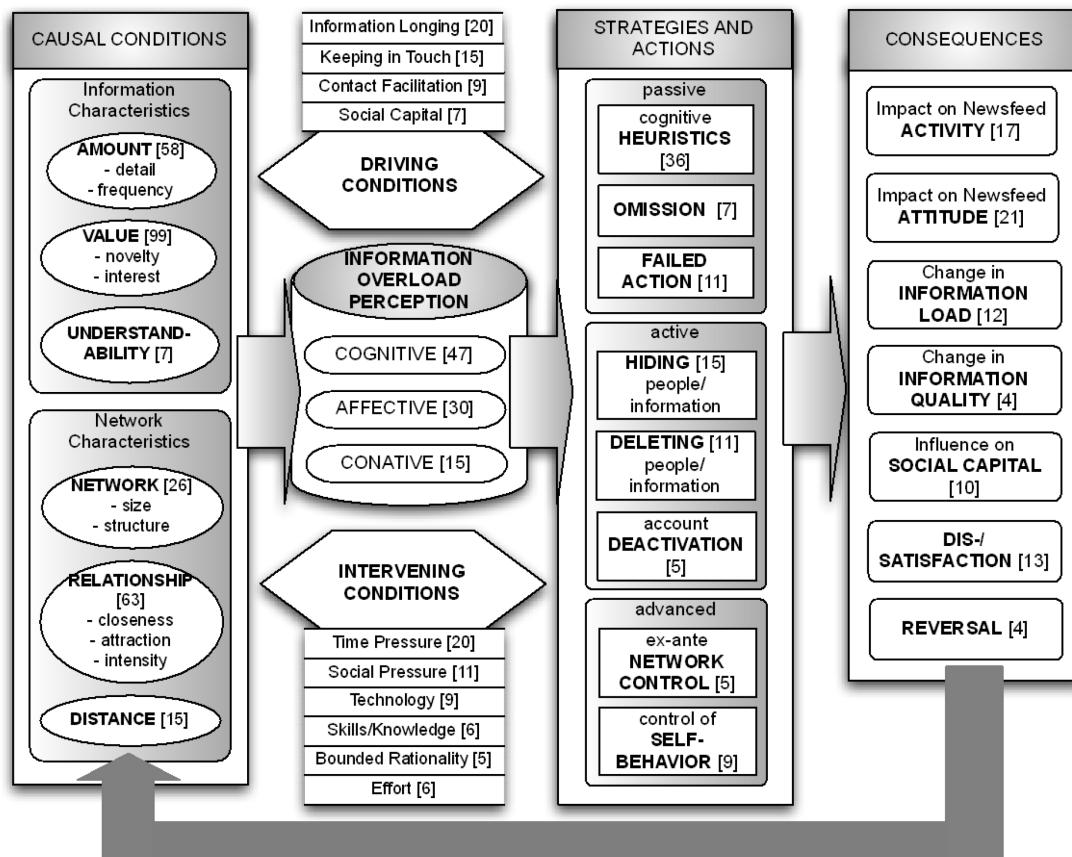 CAUSAL CONDITIONS
Information
Characteristics
AMOUNT [58]
- detail
- frequency
VALUE [99]
- novelty
- interest
UNDERSTAND-
ABILITY [7]
Network
Characteristics
NETWORK [26]
- size
- structure
RELATIONSHIP
[63]
- closeness
- attraction
- intensity
DISTANCE [15]
Information Longing [20]
Keeping in Touch [15]
Contact Facilitation [9]
Social Capital [7]
DRIVING
CONDITIONS
INFORMATION
OVERLOAD
PERCEPTION
COGNITIVE [47]
AFFECTIVE [30]
CONATIVE [15]
INTERVENING
CONDITIONS
Time Pressure [20]
Social Pressure [11]
Technology [9]
Skills/Knowledge [6]
Bounded Rationality [5]
Effort [6]
STRATEGIES AND
ACTIONS
passive
cognitive
HEURISTICS
[36]
OMISSION [7]
FAILED
ACTION [11]
active
HIDING [15]
people/
information
DELETING [11]
people/
information
account
DEACTIVATION
[5]
advanced
ex-ante
NETWORK
CONTROL [5]
control of
SELF-
BEHAVIOR [9]
CONSEQUENCES
Impact on Newsfeed
ACTIVITY [17]
Impact on Newsfeed
ATTITUDE [21]
Change in
INFORMATION
LOAD [12]
Change in
INFORMATION
QUALITY [4]
Influence on
SOCIAL CAPITAL
[10]
DIS-/
SATISFACTION [13]
REVERSAL [4]